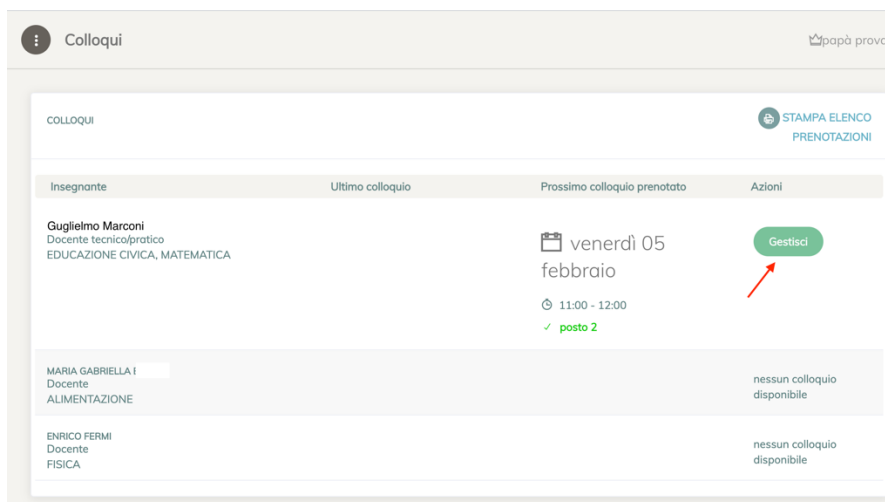 Colloqui
papà prova
COLLOQUI
STAMPA ELENCO
PRENOTAZIONI
Insegnante Ultimo colloquio Prossimo colloquio prenotato Azioni
Guglielmo Marconi
Docente tecnico/pratico
EDUCAZIONE CIVICA, MATEMATICA
venerdì 05
febbraio
11:00 - 12:00
posto 2
Gestisci
MARIA GABRIELLA
Docente
ALIMENTAZIONE
nessun colloquio
disponibile
ENRICO FERMI
Docente
FISICA
nessun colloquio
disponibile